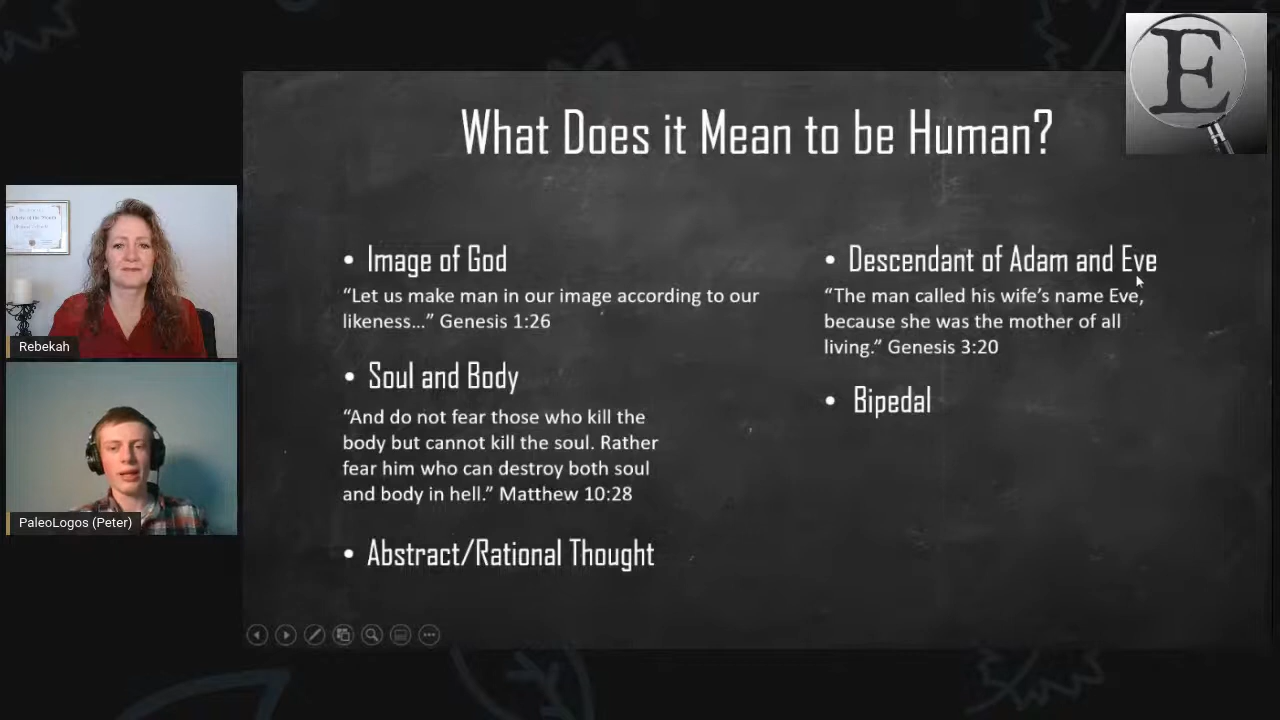 E
What Does it Mean to be Human?
• Image of God
“Let us make man in our image according to our
likeness...” Genesis 1:26
• Soul and Body
“And do not fear those who kill the
body but cannot kill the soul. Rather
fear him who can destroy both soul
and body in hell.” Matthew 10:28
• Abstract/Rational Thought
• Descendant of Adam and Eve
“The man called his wife’s name Eve,
because she was the mother of all
living.” Genesis 3:20
• Bipedal
Rebekah
PaleoLogos (Peter)